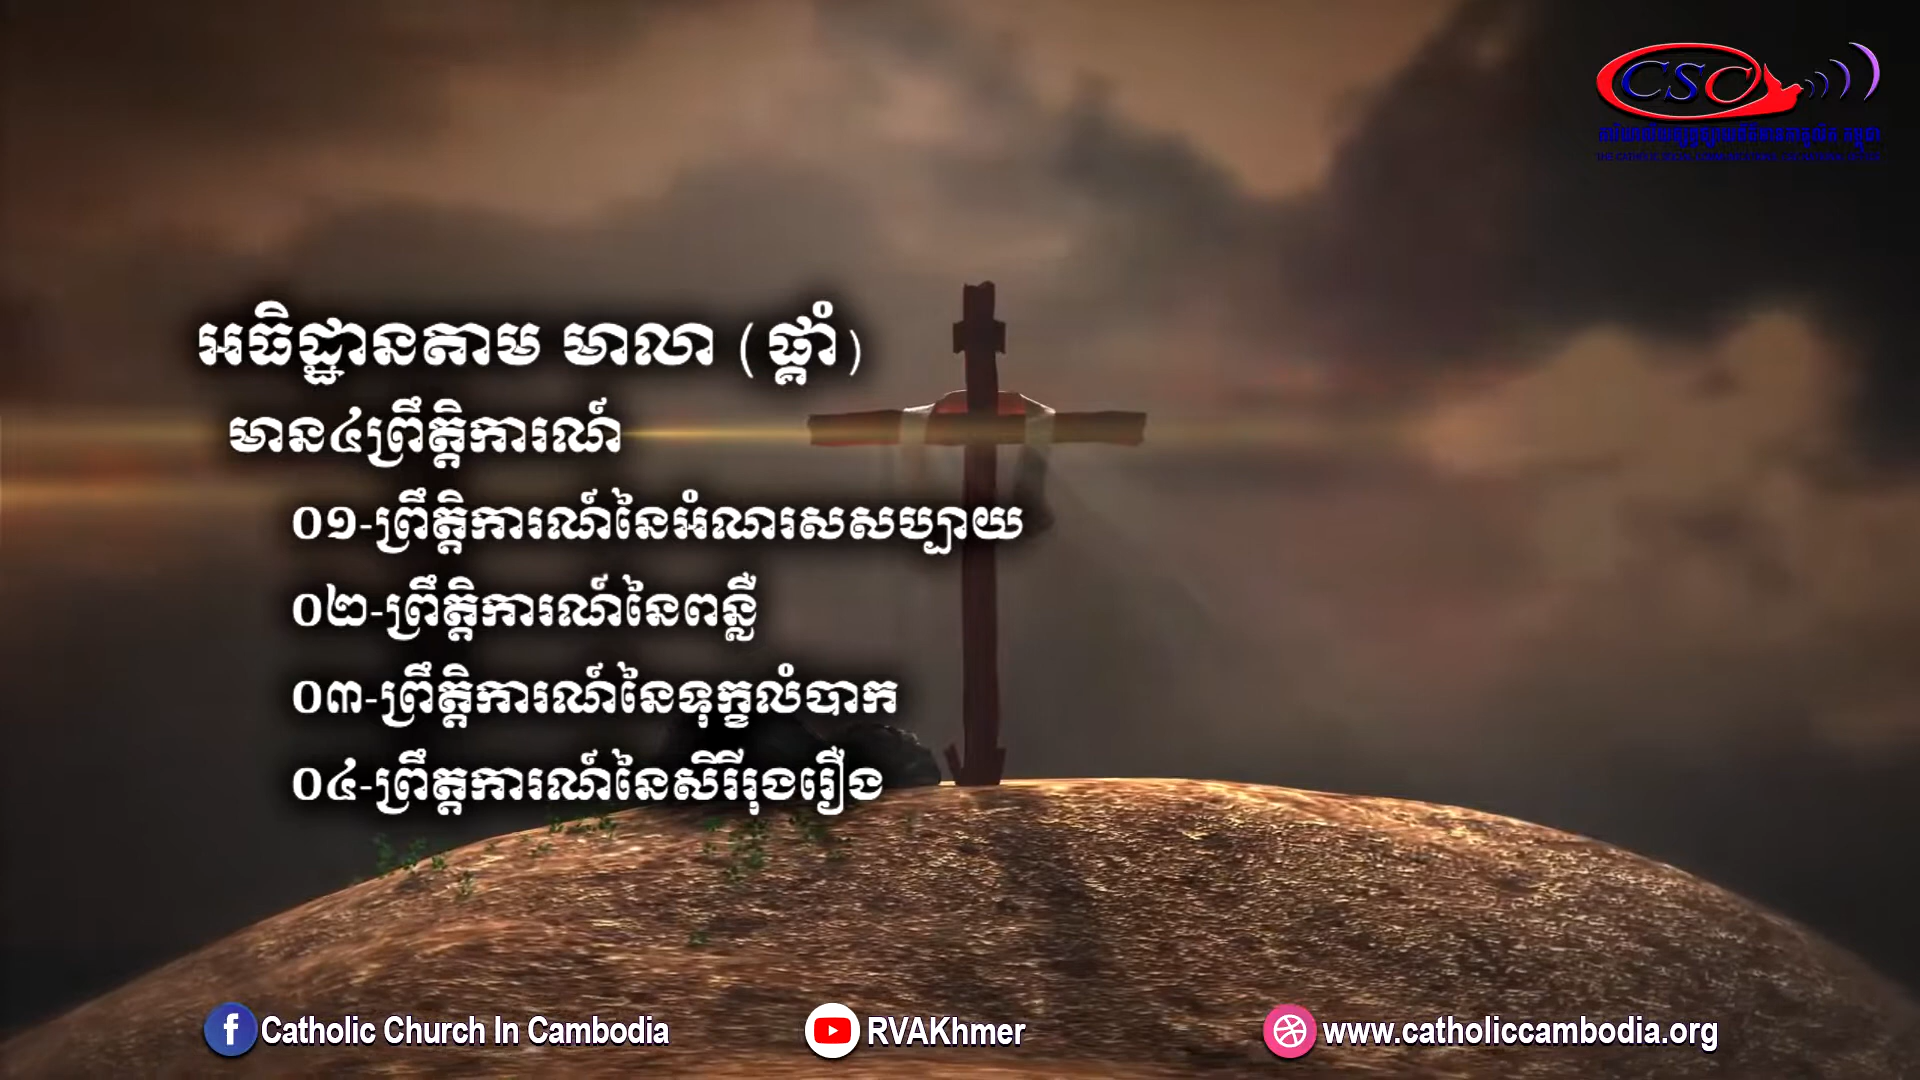 CSC
អធិដ្ឋានតាម មាលា (ផ្គាំ)
មាន៤ព្រឹត្តិការណ៍
០១-ព្រឹត្តិការណ៍នៃអំណរសសប្បាយ
០២-ព្រឹត្តិការណ៍នៃពន្លឺ
០៣-ព្រឹត្តិការណ៍នៃទុក្ខលំបាក
០៤-ព្រឹត្តការណ៍នៃសិរីរុងរឿង
Catholic Church In Cambodia
RVAKhmer
www.catholiccambodia.org